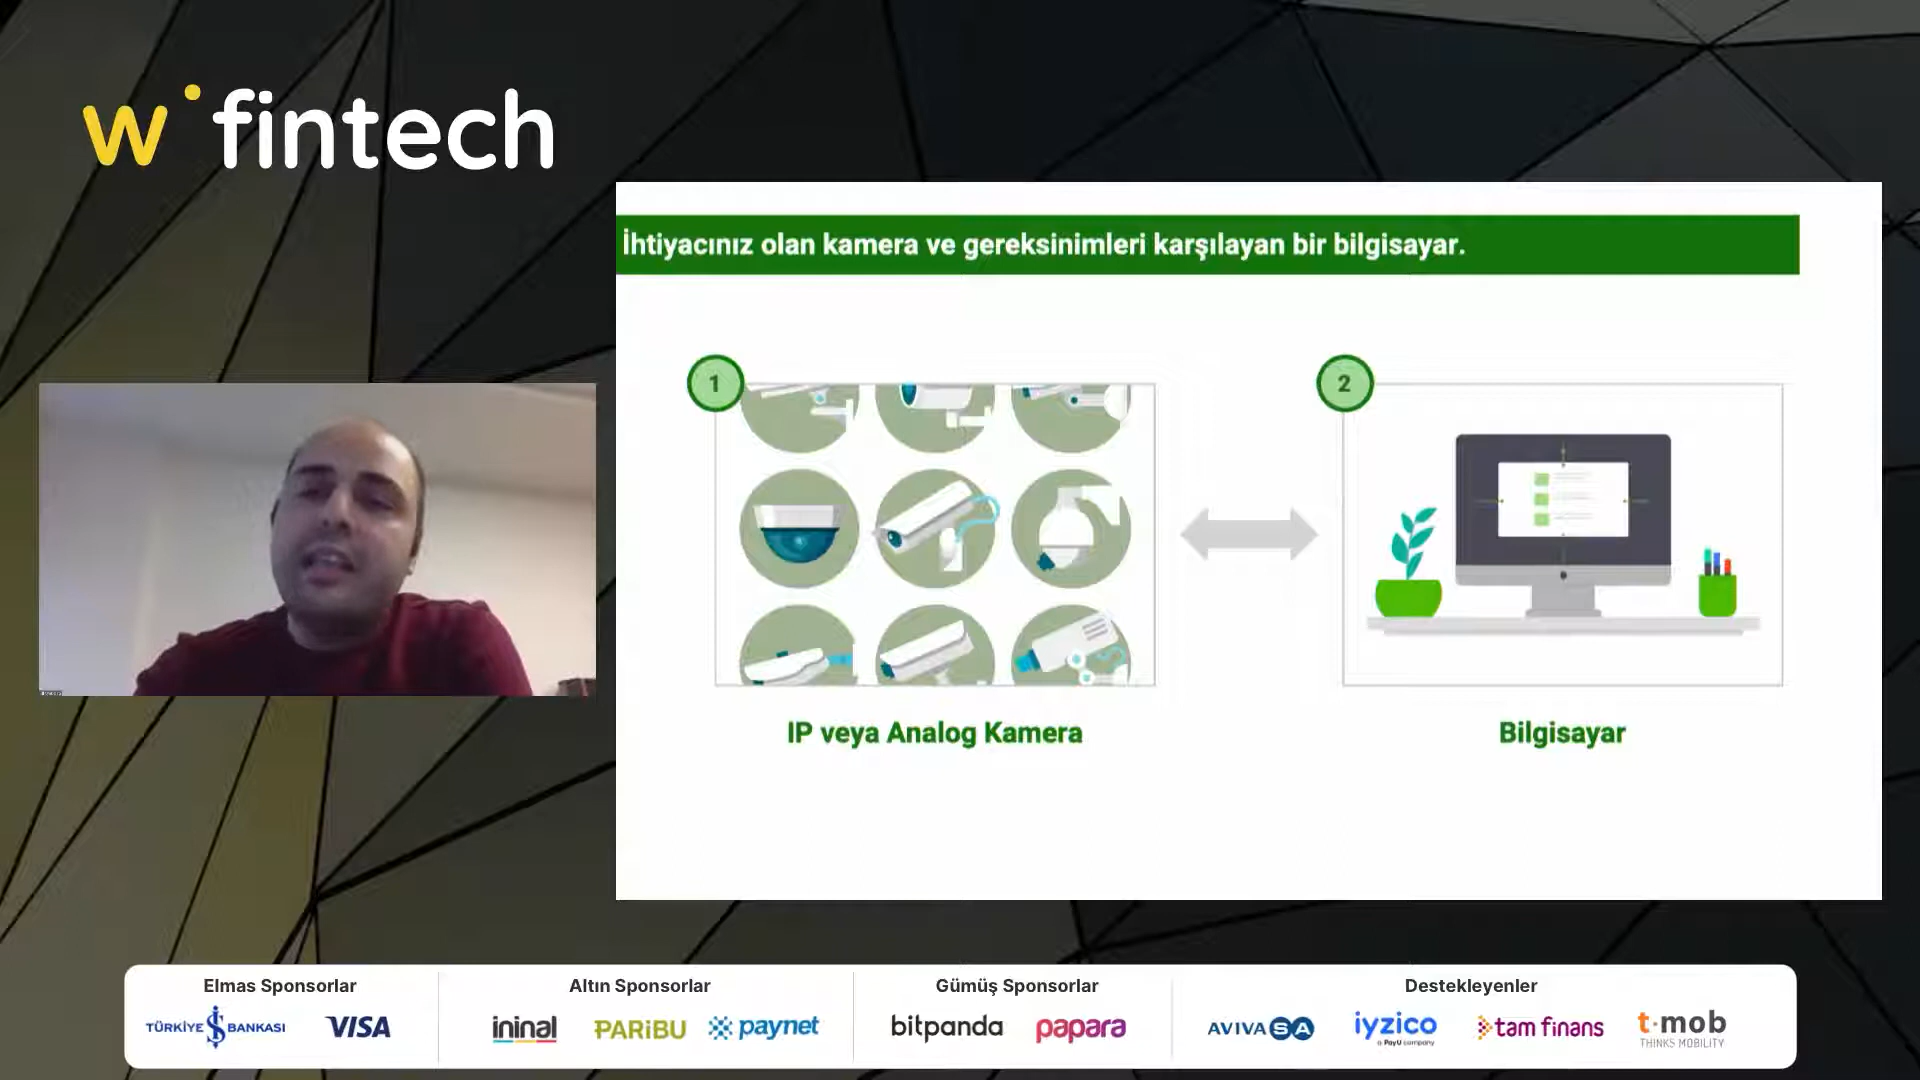 w fintech
İhtiyacınız olan kamera ve gereksinimleri karşılayan bir bilgisayar.
1
2
IP veya Analog Kamera
Bilgisayar
Elmas Sponsorlar
TÜRKİYE İŞ BANKASI
VISA
Altın Sponsorlar
ininal
PARiBU
paynet
Gümüş Sponsorlar
bitpanda
papara
Destekleyenler
AVIVASA
iyzico
a PayU company
tam finans
t·mob
THINKS MOBILITY